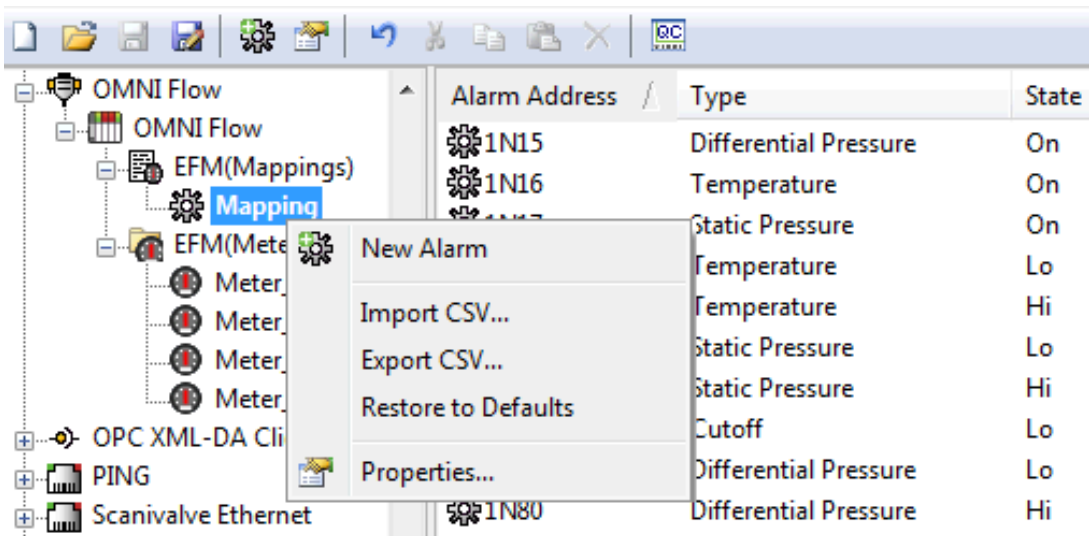 QC
OMNI Flow
OMNI Flow
EFM(Mappings)
Mapping
EFM(Mete
Meter_
Meter_
Meter_
Meter_
OPC XML-DA Cli
PING
Scanivalve Ethernet
New Alarm
Import CSV...
Export CSV...
Restore to Defaults
Properties...
Alarm Address Type State
1N15 Differential Pressure On
1N16 Temperature On
1N17 Static Pressure On
Temperature Lo
Temperature Hi
Static Pressure Lo
Static Pressure Hi
Cutoff Lo
Differential Pressure Lo
1N80 Differential Pressure Hi